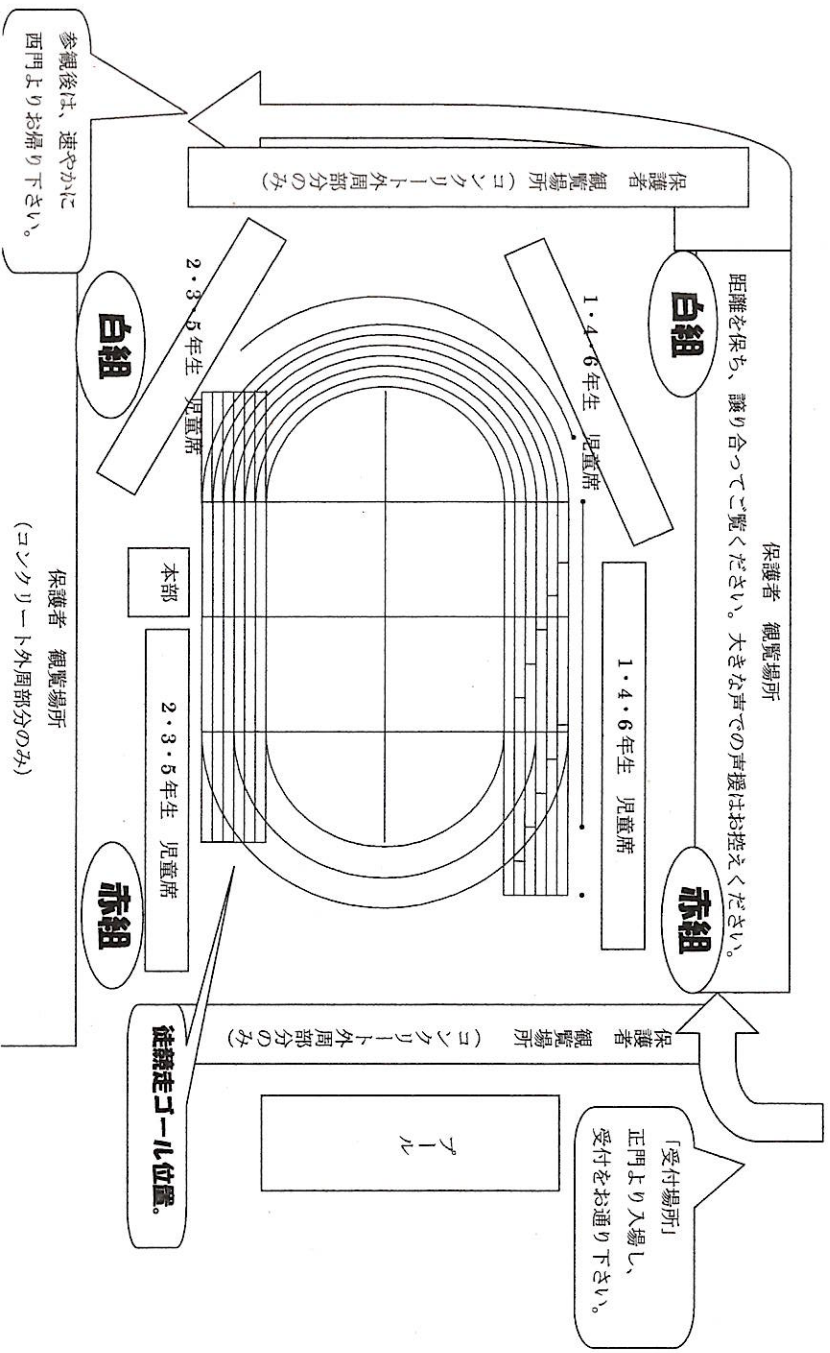 「受付場所」
正門より入場し、
受付をお通り下さい。
保護者 観覧場所
距離を保ち、譲り合ってご覧ください。大きな声での声援はお控えください。
白組
赤組
1・4・6年生 児童席
1・4・6年生 児童席
保護者 観覧場所 (コンクリート外周部分のみ)
保護者 観覧場所 (コンクリート外周部分のみ)
プール
2・3・5年生 児童席
本部
2・3・5年生 児童席
白組
赤組
徒競走ゴール位置。
保護者 観覧場所
(コンクリート外周部分のみ)
参観後は、速やかに
西門よりお帰り下さい。